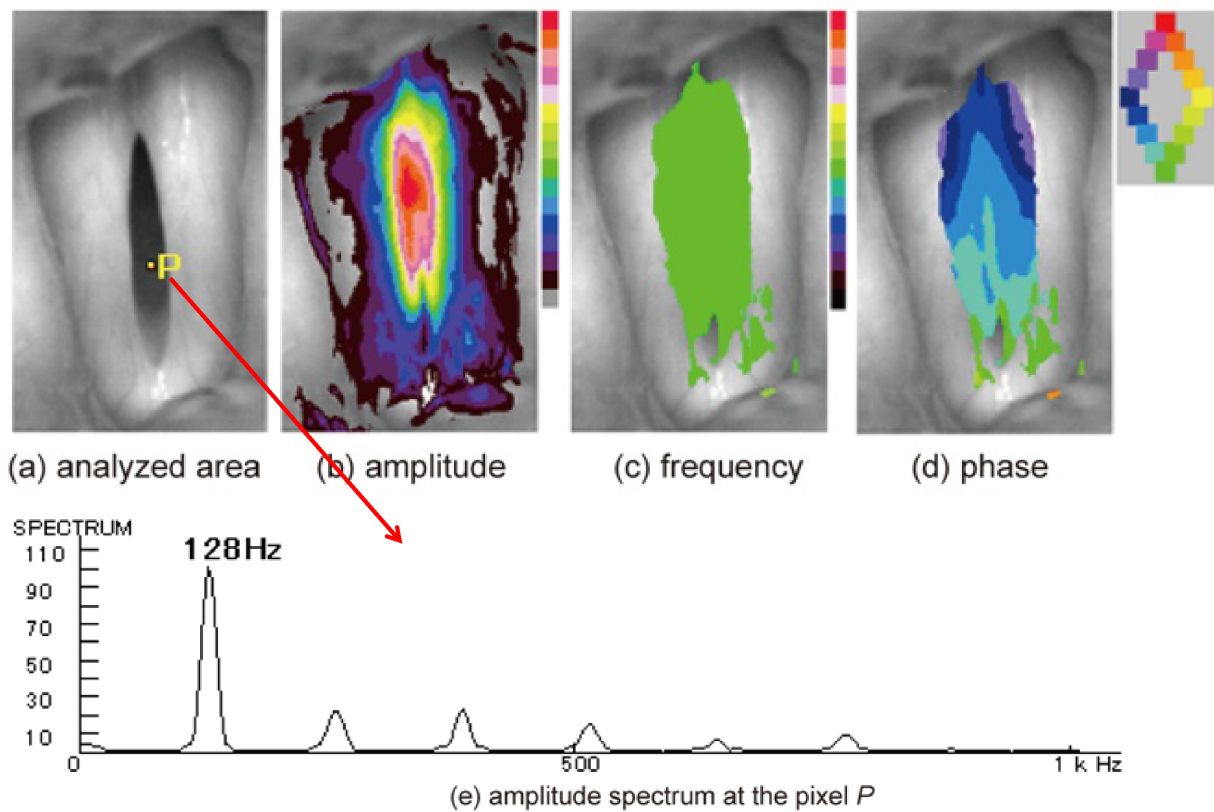 P
(a) analyzed area
(b) amplitude
(c) frequency
(d) phase
SPECTRUM
128Hz
110
90
70
50
30
10
0
500
1 k Hz
(e) amplitude spectrum at the pixel P